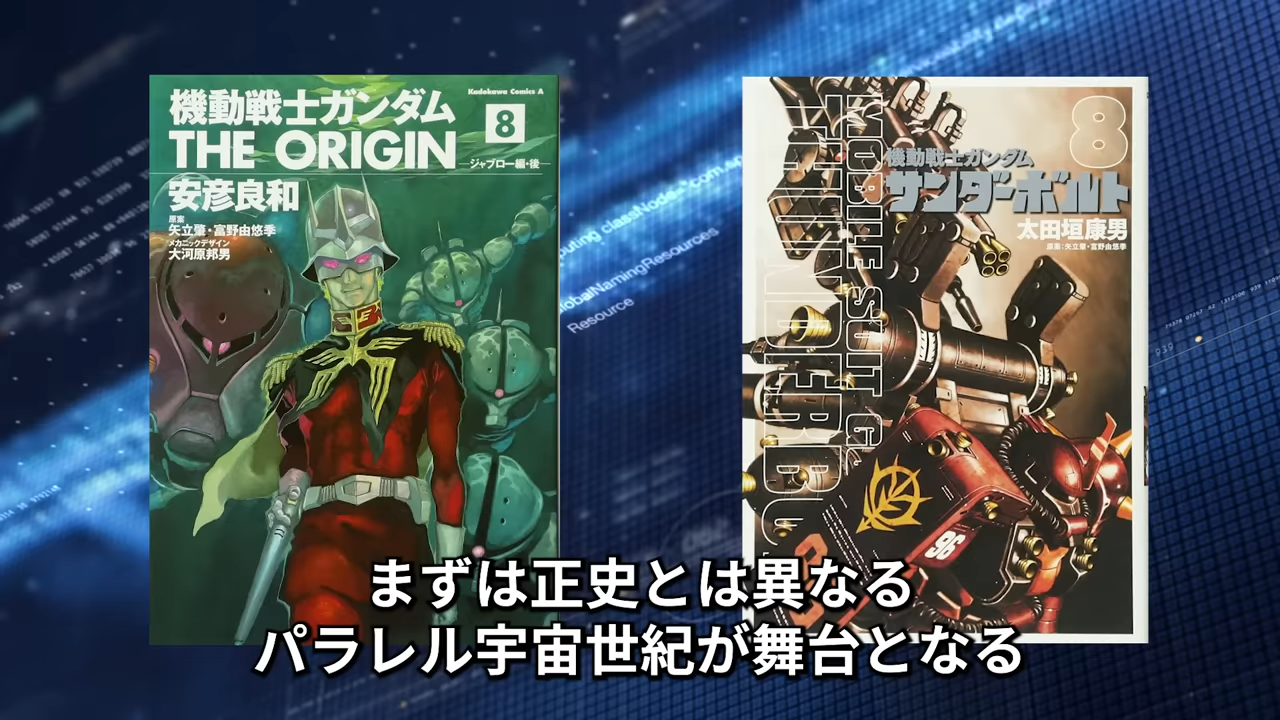 Kadokawa Comics A
機動戦士ガンダム
THE ORIGIN
8
ジャブロー編・後
安彦良和
原案
矢立肇・富野由悠季
メカニックデザイン
大河原邦男
8
機動戦士ガンダム
サンダーボルト
太田垣康男
原案:矢立肇・富野由悠季
MOBILE SUIT G
THUNDERBO
96
GlobalNamingResources
Resource
まずは正史とは異なる
パラレル宇宙世紀が舞台となる